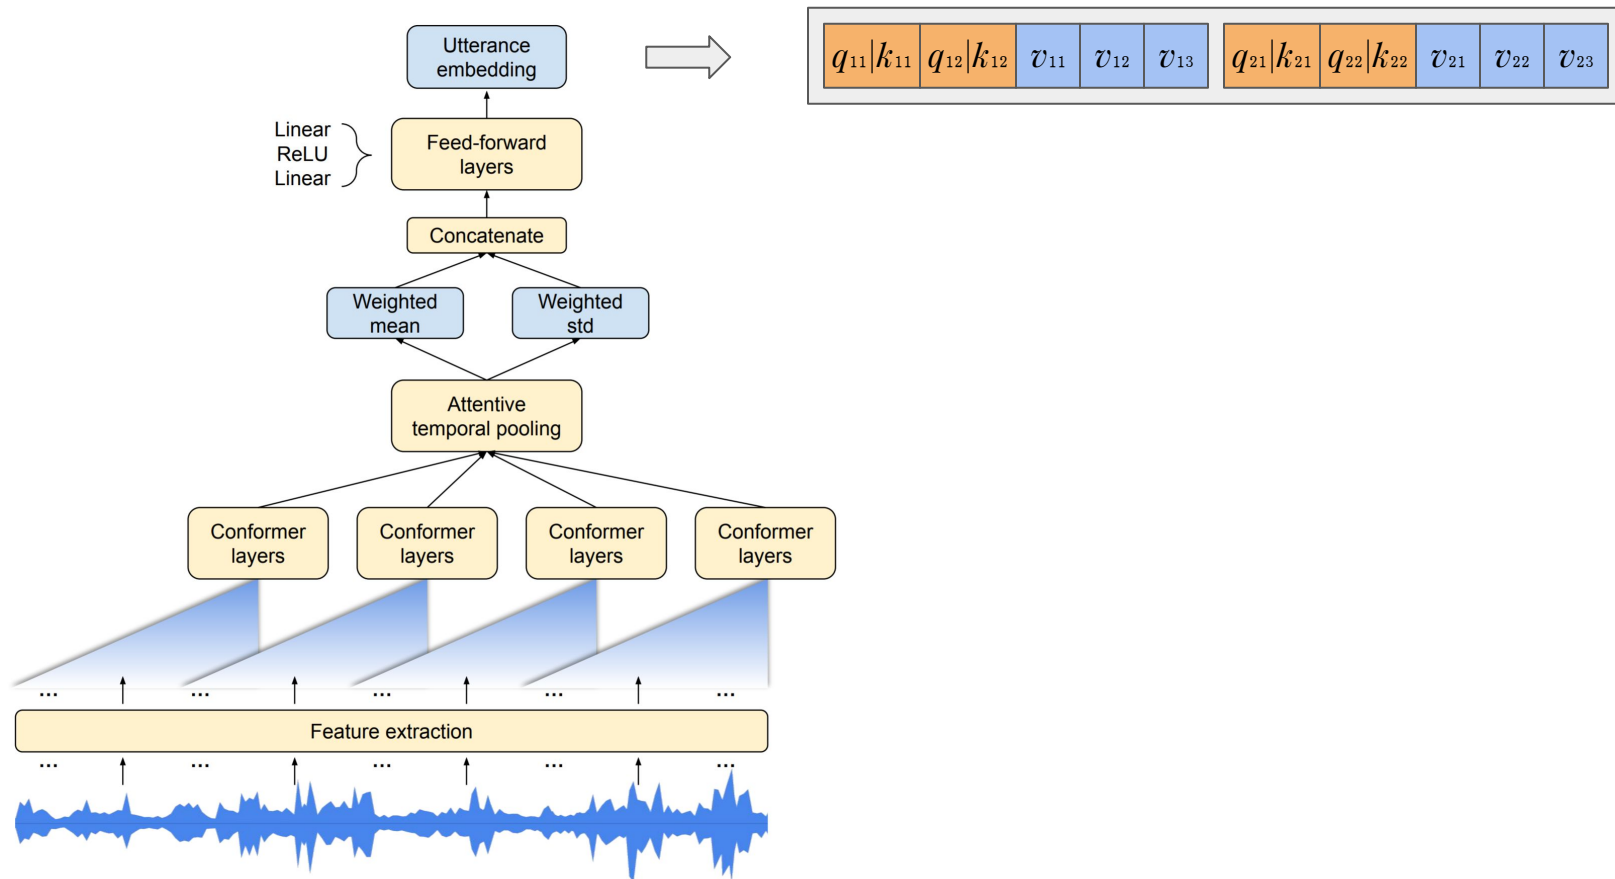 Utterance
embedding
q₁₁|k₁₁ q₁₂|k₁₂ v₁₁ v₁₂ v₁₃ q₂₁|k₂₁ q₂₂|k₂₂ v₂₁ v₂₂ v₂₃
Linear
ReLU
Linear
Feed-forward
layers
Concatenate
Weighted
mean
Weighted
std
Attentive
temporal pooling
Conformer
layers
Conformer
layers
Conformer
layers
Conformer
layers
... ... ... ... ...
Feature extraction
... ... ... ... ...